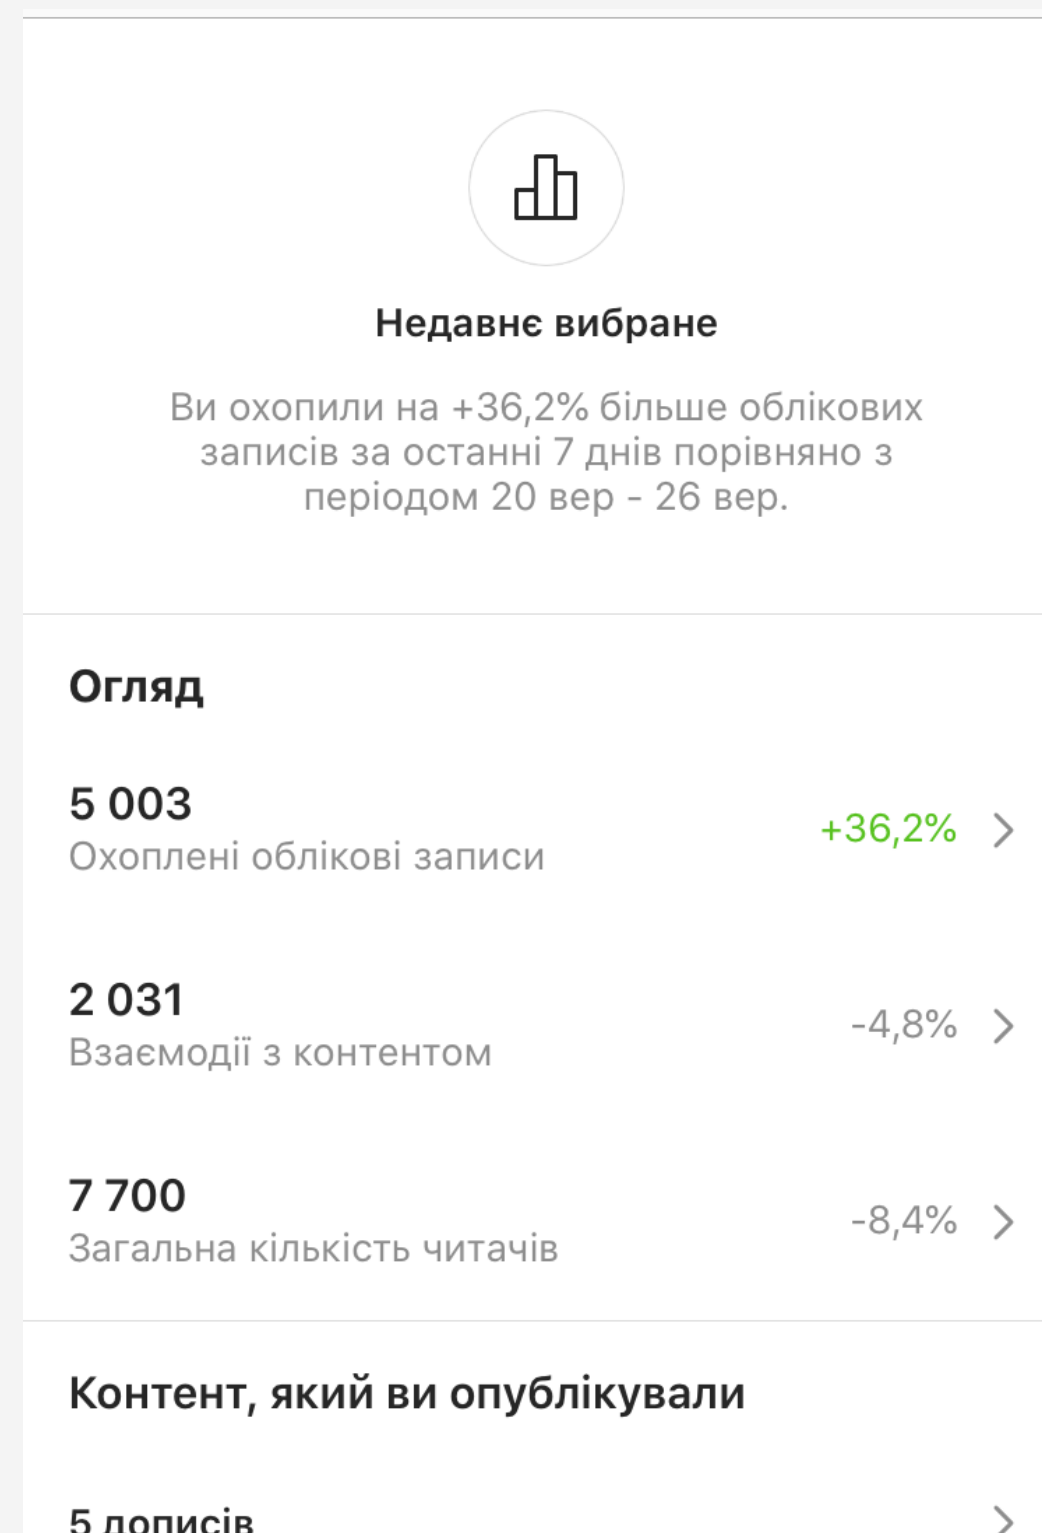 Недавнє вибране
Ви охопили на +36,2% більше облікових
записів за останні 7 днів порівняно з
періодом 20 вер - 26 вер.
Огляд
5 003
Охоплені облікові записи
+36,2%
2 031
Взаємодії з контентом
-4,8%
7 700
Загальна кількість читачів
-8,4%
Контент, який ви опублікували
5 дописів